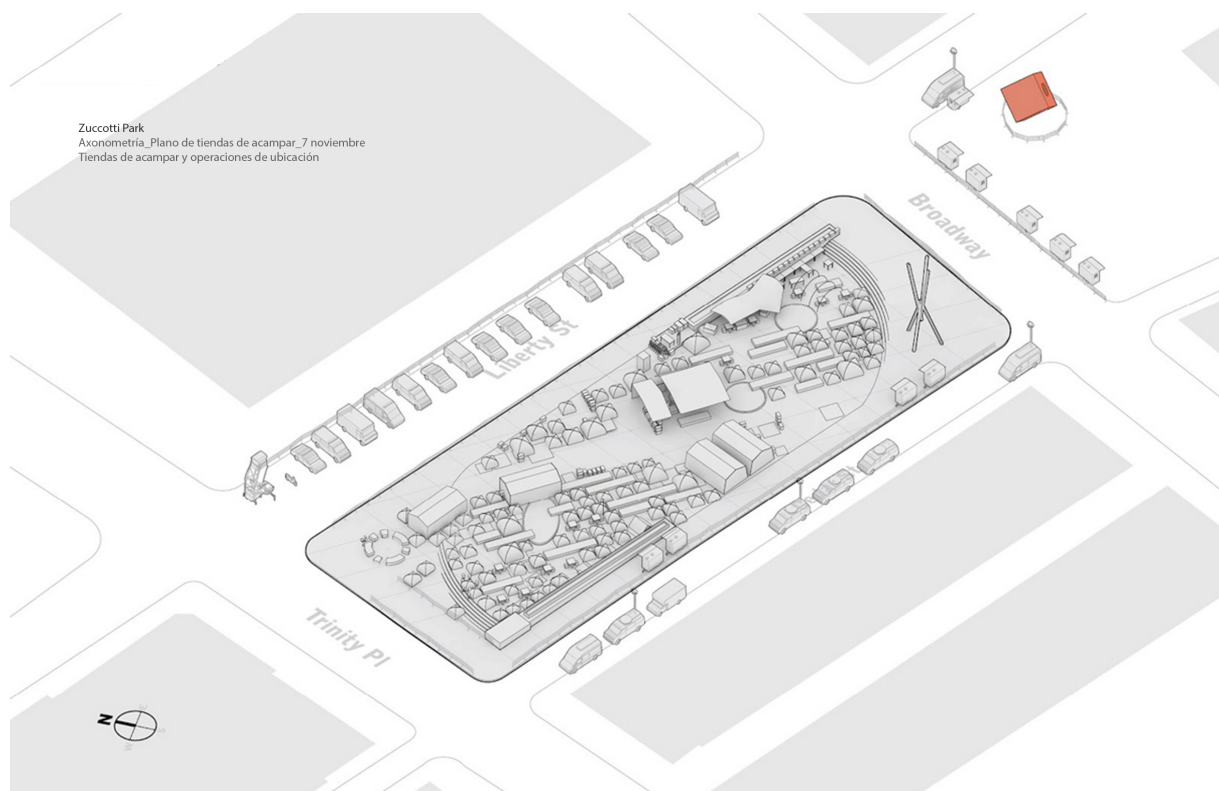 Zuccotti Park
Axonometría_Plano de tiendas de acampar_7 noviembre
Tiendas de acampar y operaciones de ubicación
Broadway
Liberty St
Trinity Pl
N
E
S
W